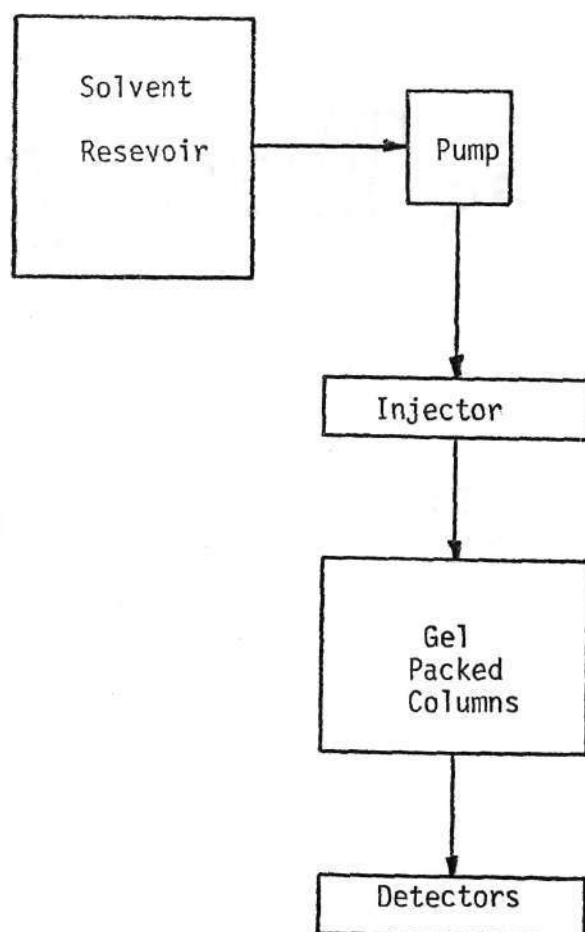 Solvent
Resevoir
Pump
Injector
Gel
Packed
Columns
Detectors